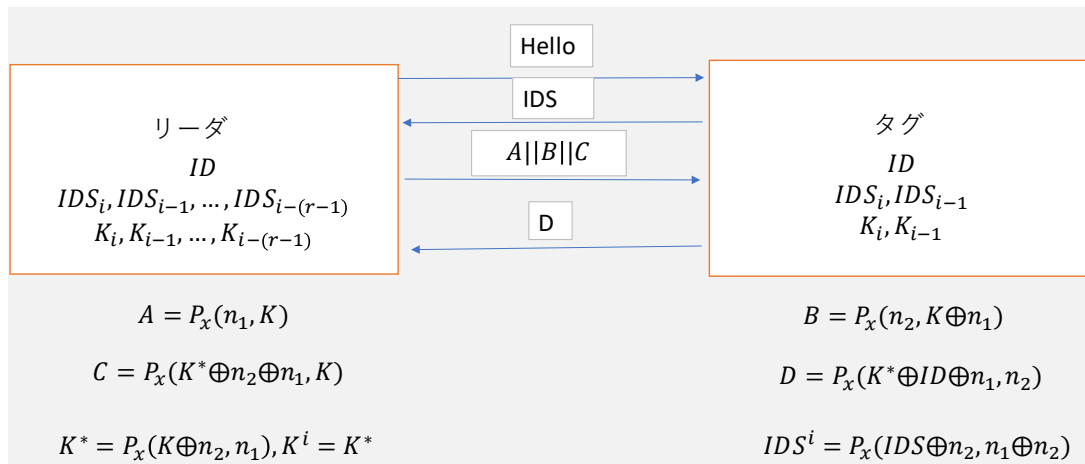 Hello
IDS
A||B||C
D
リーダ
ID
IDS_i, IDS_{i-1}, …, IDS_{i-(r-1)}
K_i, K_{i-1}, …, K_{i-(r-1)}
タグ
ID
IDS_i, IDS_{i-1}
K_i, K_{i-1}
A = P_x(n_1, K)
B = P_x(n_2, K⊕n_1)
C = P_x(K^*⊕n_2⊕n_1, K)
D = P_x(K^*⊕ID⊕n_1, n_2)
K^* = P_x(K⊕n_2, n_1), K^i = K^*
IDS^i = P_x(IDS⊕n_2, n_1⊕n_2)